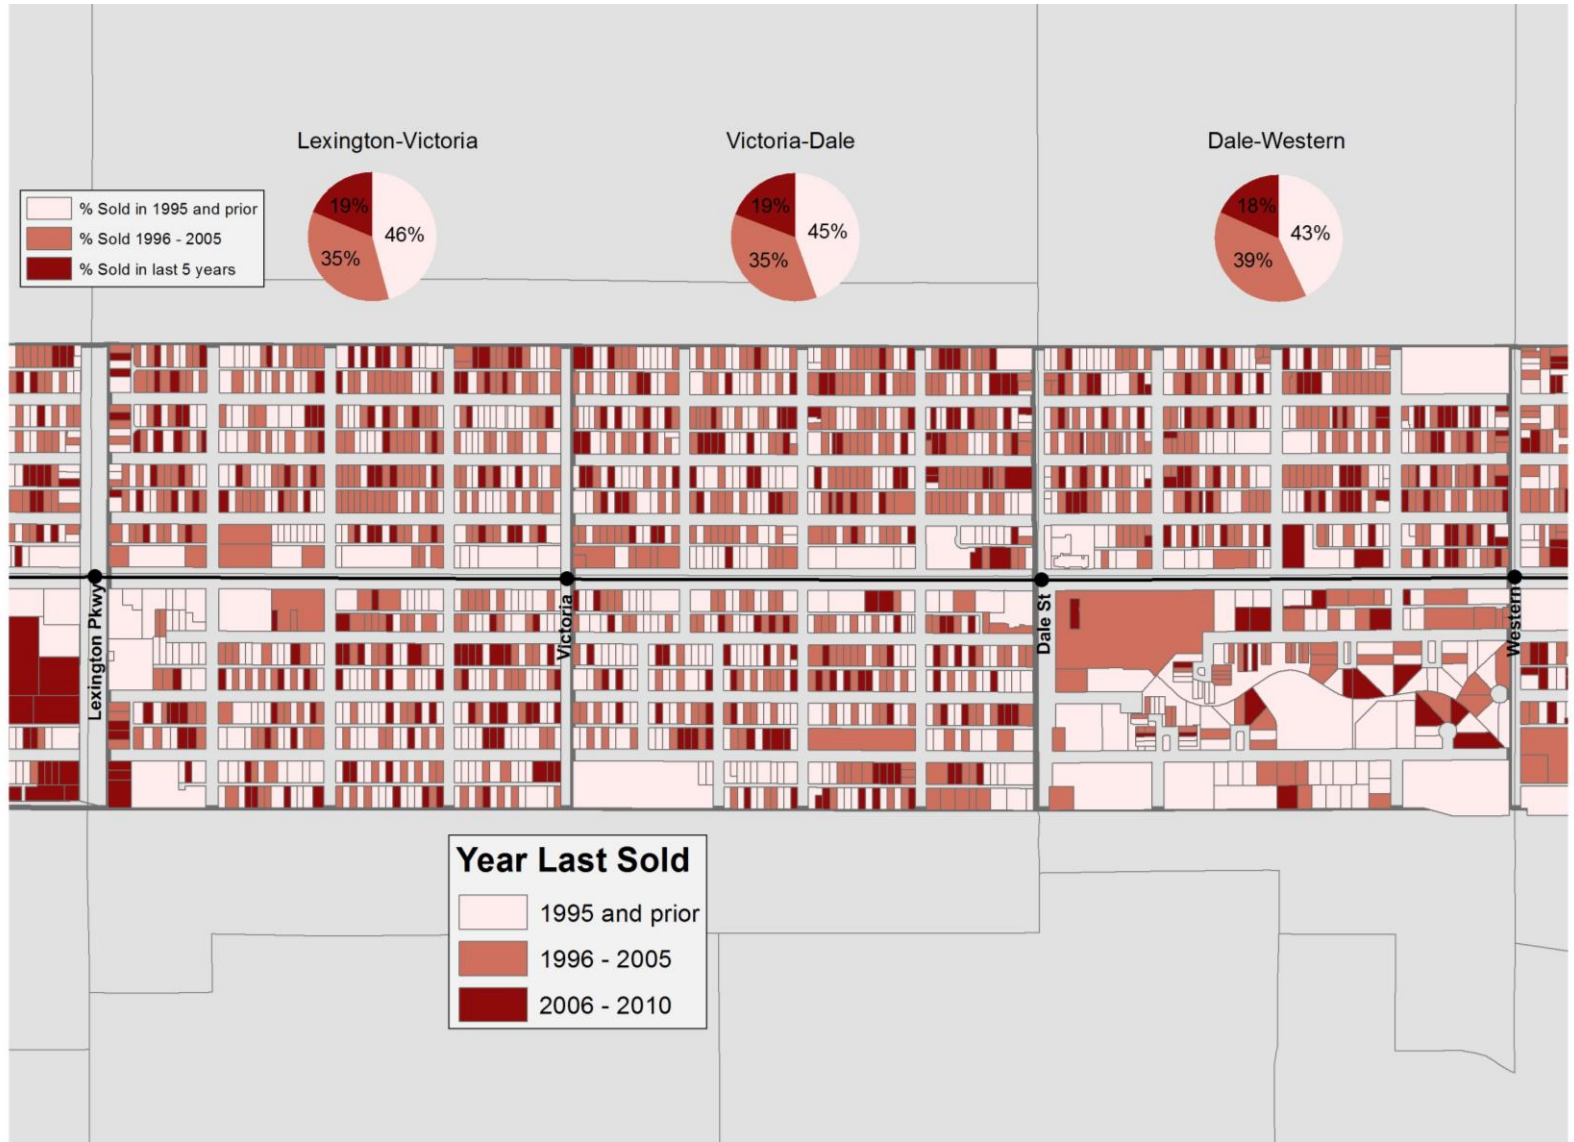 Lexington-Victoria
Victoria-Dale
Dale-Western
% Sold in 1995 and prior
% Sold 1996 - 2005
% Sold in last 5 years
19%
46%
35%
19%
45%
35%
18%
43%
39%
Lexington Pkwy
Victoria
Dale St
Western
Year Last Sold
1995 and prior
1996 - 2005
2006 - 2010